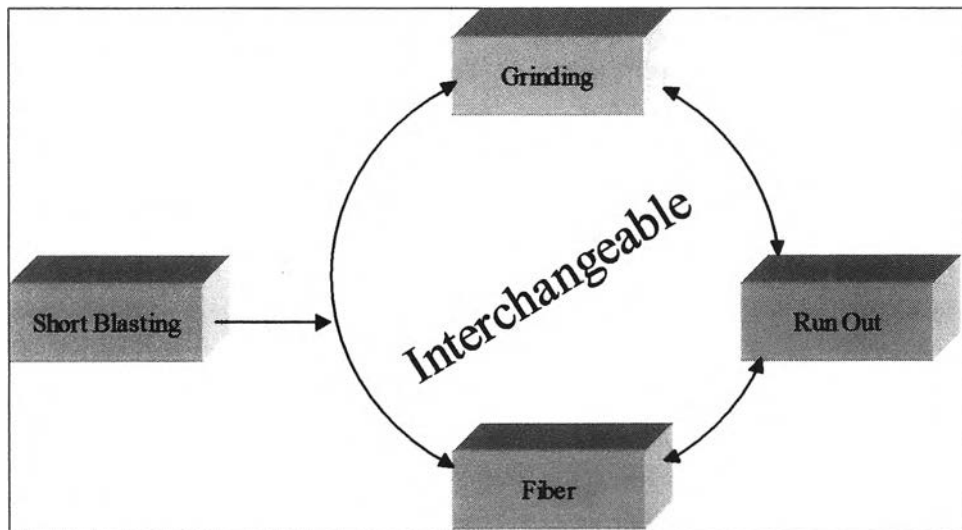 Grinding
Interchangeable
Short Blasting
Run Out
Fiber